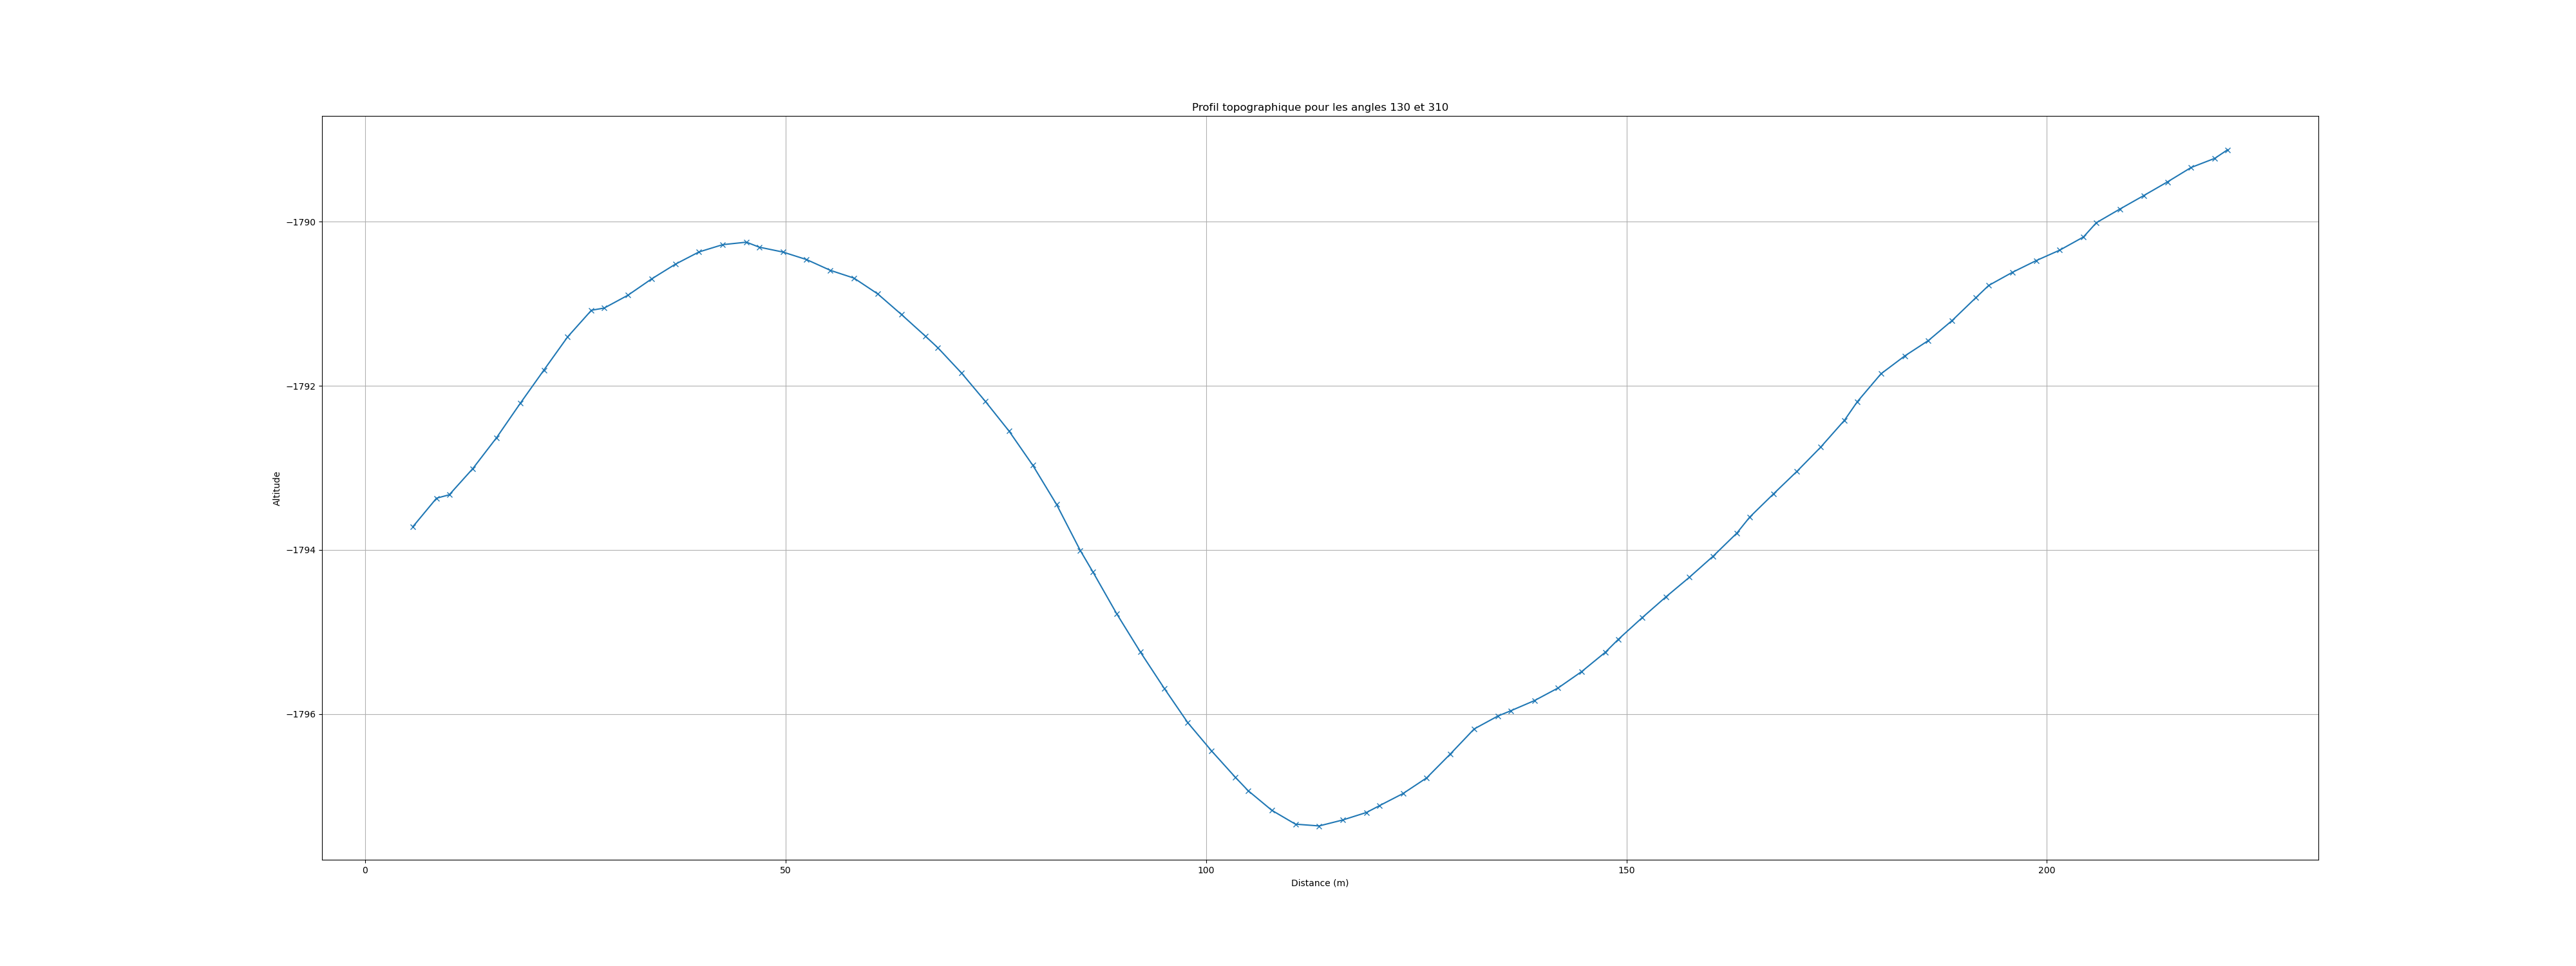 Profil topographique pour les angles 130 et 310
−1790
−1792
−1794
−1796
Altitude
0 50 100 150 200
Distance (m)